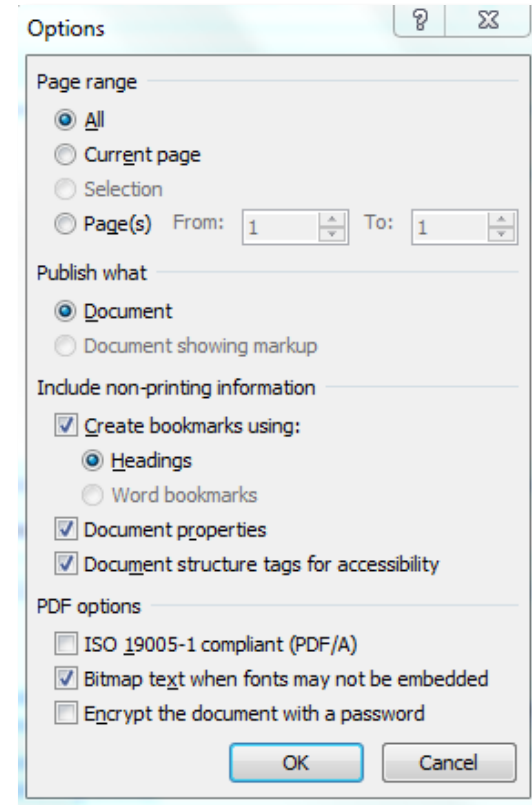 Options
Page range
All
Current page
Selection
Page(s) From: 1 To: 1
Publish what
Document
Document showing markup
Include non-printing information
Create bookmarks using:
Headings
Word bookmarks
Document properties
Document structure tags for accessibility
PDF options
ISO 19005-1 compliant (PDF/A)
Bitmap text when fonts may not be embedded
Encrypt the document with a password
OK Cancel